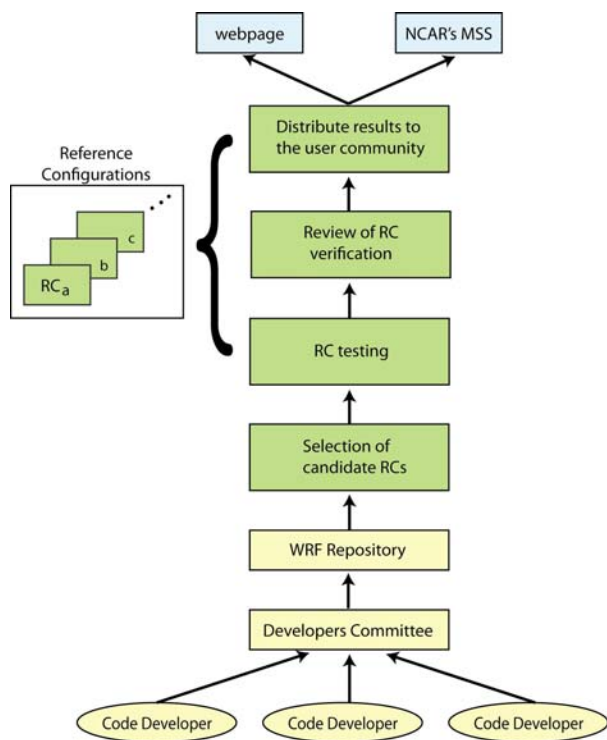 webpage
NCAR's MSS
Distribute results to
the user community
Reference
Configurations
c
b
RCa
Review of RC
verification
RC testing
Selection of
candidate RCs
WRF Repository
Developers Committee
Code Developer
Code Developer
Code Developer